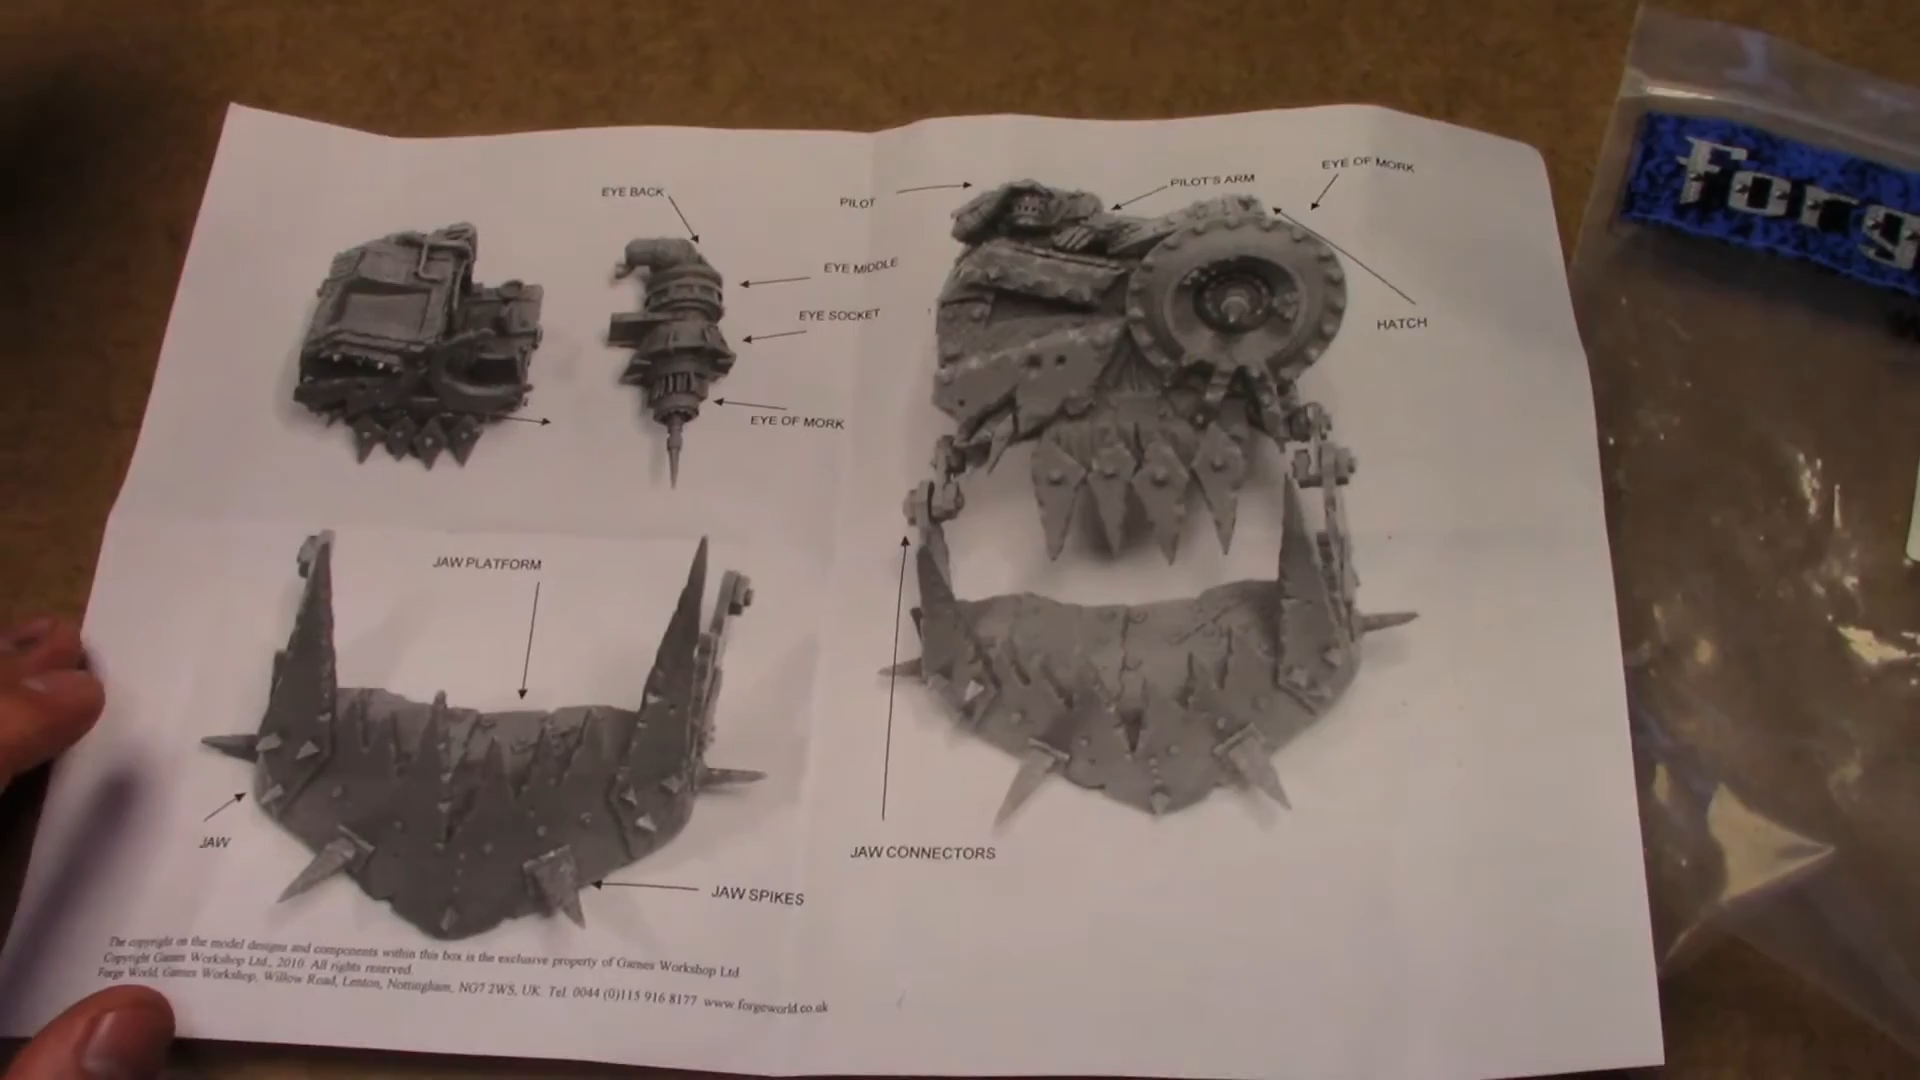 EYE BACK
EYE MIDDLE
EYE SOCKET
EYE OF MORK
PILOT
PILOT'S ARM
EYE OF MORK
HATCH
JAW PLATFORM
JAW
JAW SPIKES
JAW CONNECTORS
The copyright on the model designs and components within this box is the exclusive property of Games Workshop Ltd
Copyright Games Workshop Ltd., 2010. All rights reserved.
Forge World, Games Workshop, Willow Road, Lenton, Nottingham, NG7 2WS, UK. Tel. 0044 (0)115 916 8177 www.forgeworld.co.uk
Forg